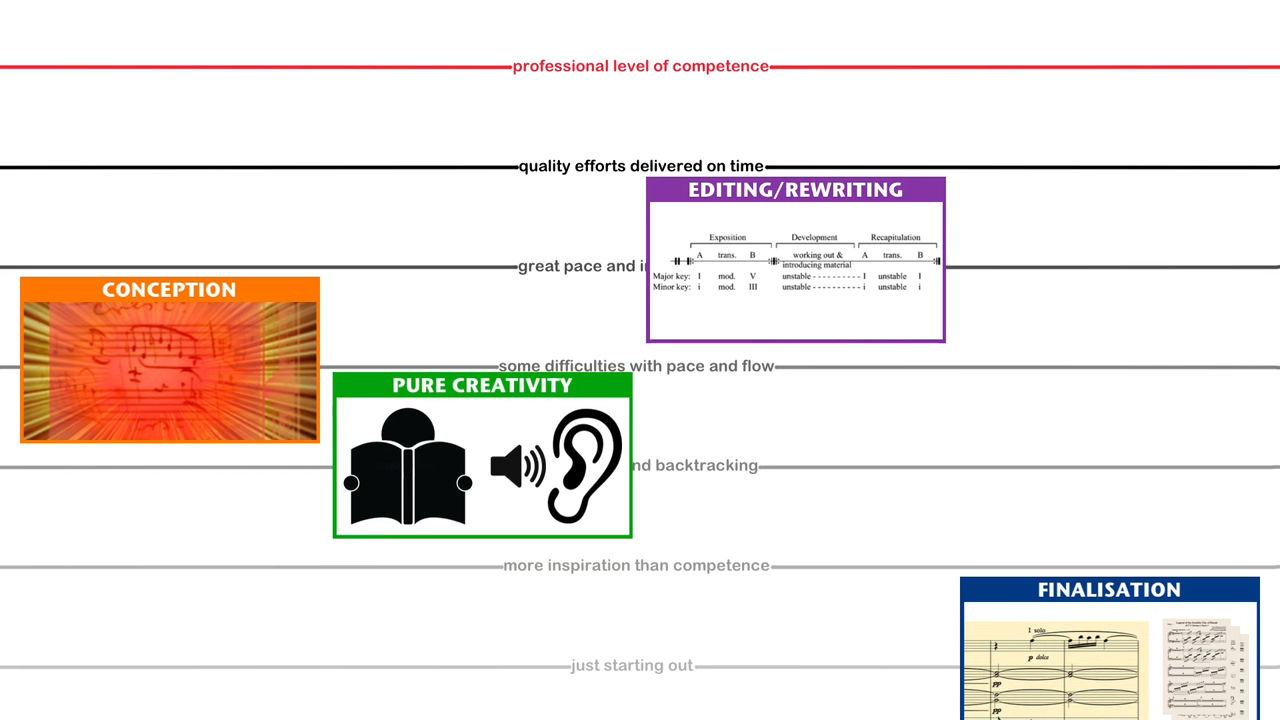 professional level of competence
quality efforts delivered on time
EDITING/REWRITING
Exposition Development Recapitulation
A trans. B working out & A trans. B
introducing material
Major key: I mod. V unstable - - - - - - - - - - I unstable I
Minor key: i mod. III unstable - - - - - - - - - - i unstable i
great pace and
CONCEPTION
some difficulties with pace and flow
PURE CREATIVITY
backtracking
more inspiration than competence
FINALISATION
I solo
p dolce
pp
pp
just starting out